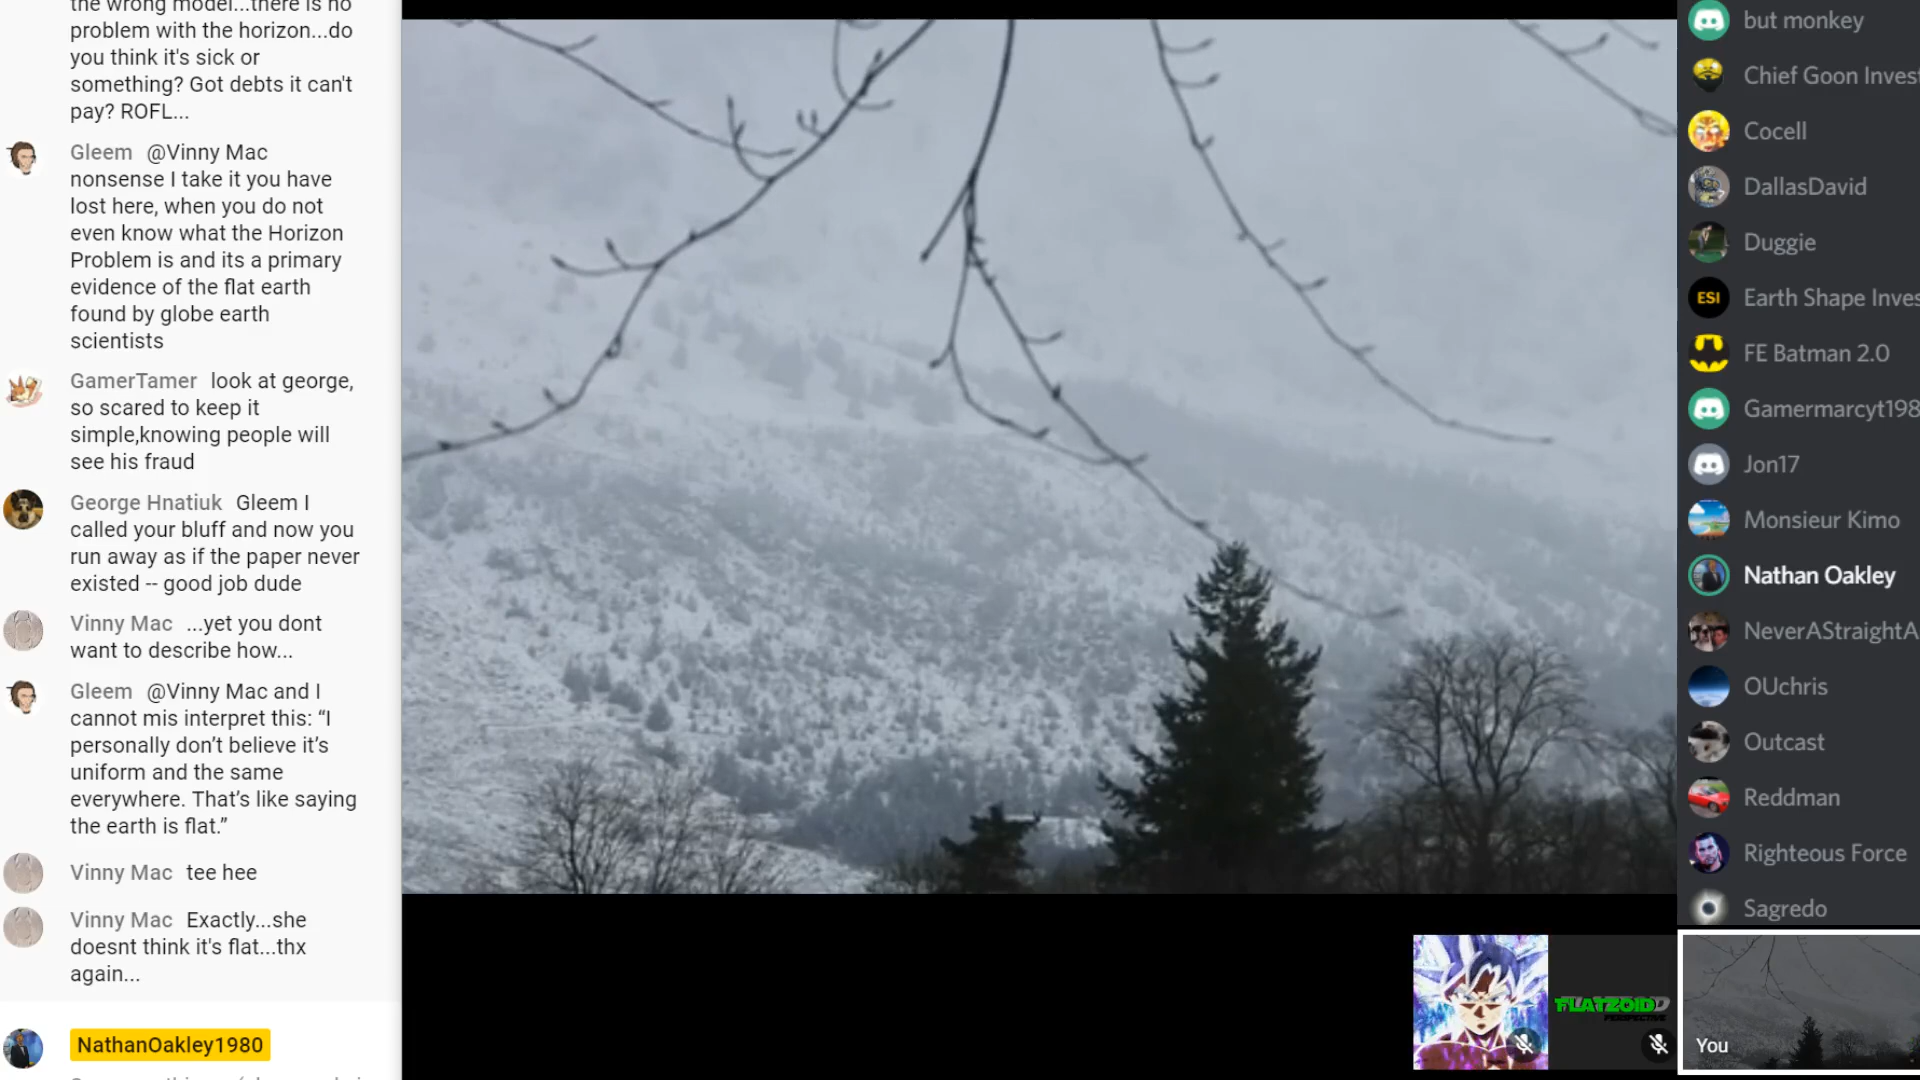 the wrong model...there is no
problem with the horizon...do
you think it's sick or
something? Got debts it can't
pay? ROFL...
Gleem @Vinny Mac
nonsense I take it you have
lost here, when you do not
even know what the Horizon
Problem is and its a primary
evidence of the flat earth
found by globe earth
scientists
GamerTamer look at george,
so scared to keep it
simple,knowing people will
see his fraud
George Hnatiuk Gleem I
called your bluff and now you
run away as if the paper never
existed -- good job dude
Vinny Mac ...yet you dont
want to describe how...
Gleem @Vinny Mac and I
cannot mis interpret this: “I
personally don’t believe it’s
uniform and the same
everywhere. That’s like saying
the earth is flat.”
Vinny Mac tee hee
Vinny Mac Exactly...she
doesnt think it's flat...thx
again...
NathanOakley1980
but monkey
Chief Goon Inves
Cocell
DallasDavid
Duggie
ESI Earth Shape Inves
FE Batman 2.0
Gamermarcyt198
Jon17
Monsieur Kimo
Nathan Oakley
NeverAStraightA
OUchris
Outcast
Reddman
Righteous Force
Sagredo
FLATZOID
PERSPECTIVE
You